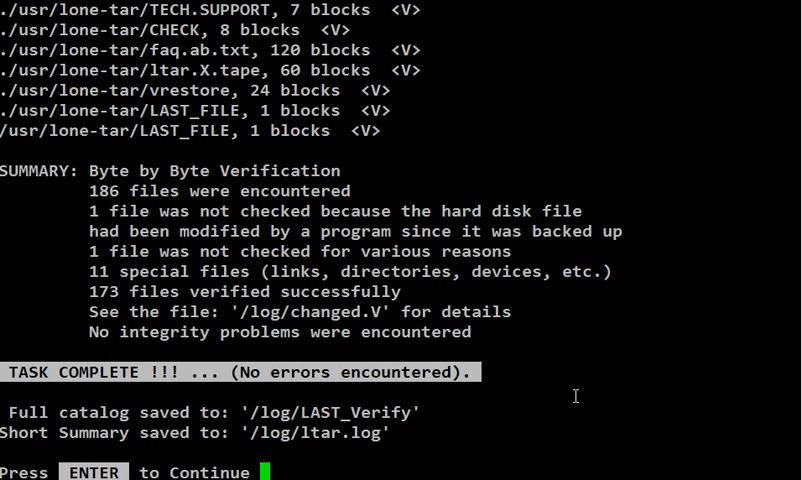 ./usr/lone-tar/TECH.SUPPORT, 7 blocks  <V>
./usr/lone-tar/CHECK, 8 blocks  <V>
./usr/lone-tar/faq.ab.txt, 120 blocks  <V>
./usr/lone-tar/ltar.X.tape, 60 blocks  <V>
./usr/lone-tar/vrestore, 24 blocks  <V>
./usr/lone-tar/LAST_FILE, 1 blocks  <V>
/usr/lone-tar/LAST_FILE, 1 blocks  <V>
SUMMARY: Byte by Byte Verification
186 files were encountered
1 file was not checked because the hard disk file
had been modified by a program since it was backed up
1 file was not checked for various reasons
11 special files (links, directories, devices, etc.)
173 files verified successfully
See the file: '/log/changed.V' for details
No integrity problems were encountered
TASK COMPLETE !!! ... (No errors encountered).
Full catalog saved to: '/log/LAST_Verify'
Short Summary saved to: '/log/ltar.log'
Press ENTER to Continue